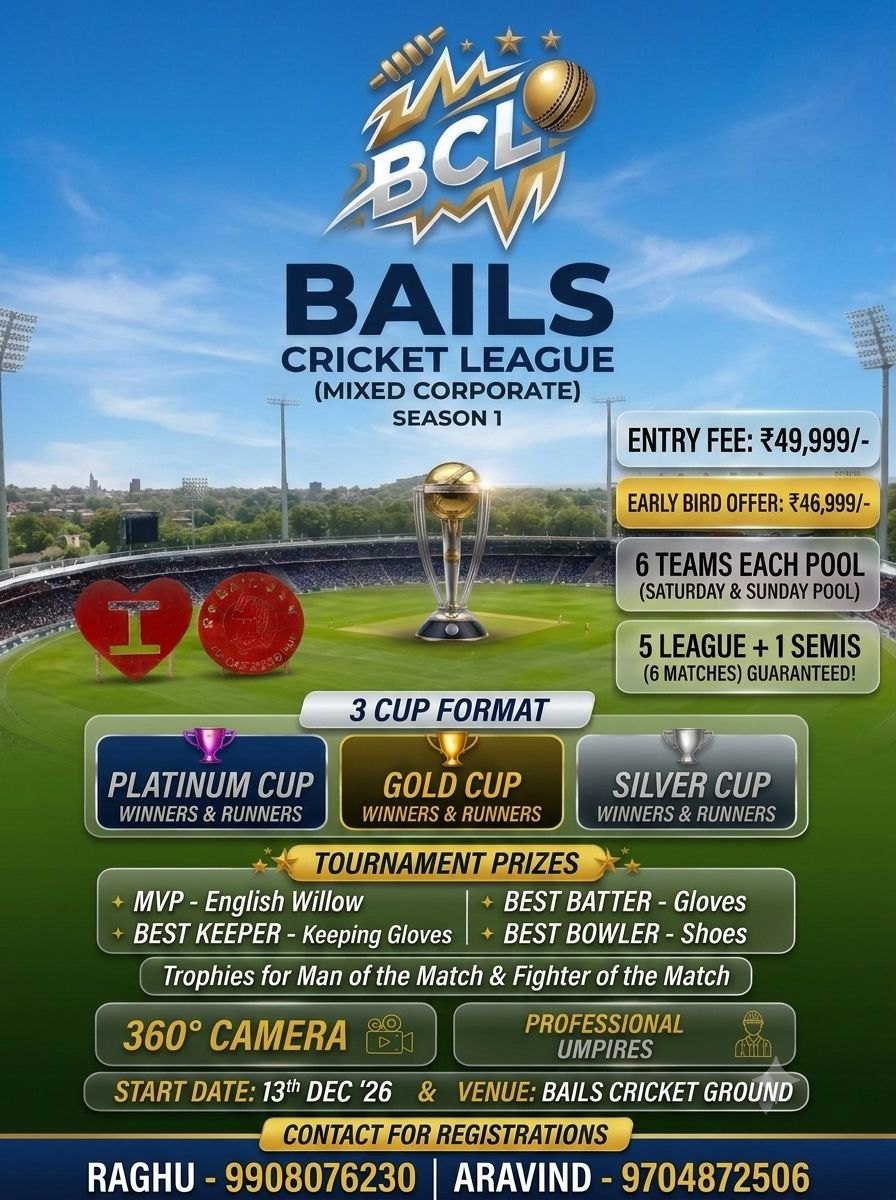 BCL
BAILS
CRICKET LEAGUE
(MIXED CORPORATE)
SEASON 1
ENTRY FEE: ₹49,999/-
EARLY BIRD OFFER: ₹46,999/-
6 TEAMS EACH POOL
(SATURDAY & SUNDAY POOL)
5 LEAGUE + 1 SEMIS
(6 MATCHES) GUARANTEED!
I
3 CUP FORMAT
PLATINUM CUP
WINNERS & RUNNERS
GOLD CUP
WINNERS & RUNNERS
SILVER CUP
WINNERS & RUNNERS
TOURNAMENT PRIZES
MVP - English Willow
BEST KEEPER - Keeping Gloves
BEST BATTER - Gloves
BEST BOWLER - Shoes
Trophies for Man of the Match & Fighter of the Match
360° CAMERA
PROFESSIONAL
UMPIRES
START DATE: 13th DEC '26 & VENUE: BAILS CRICKET GROUND
CONTACT FOR REGISTRATIONS
RAGHU - 9908076230 | ARAVIND - 9704872506